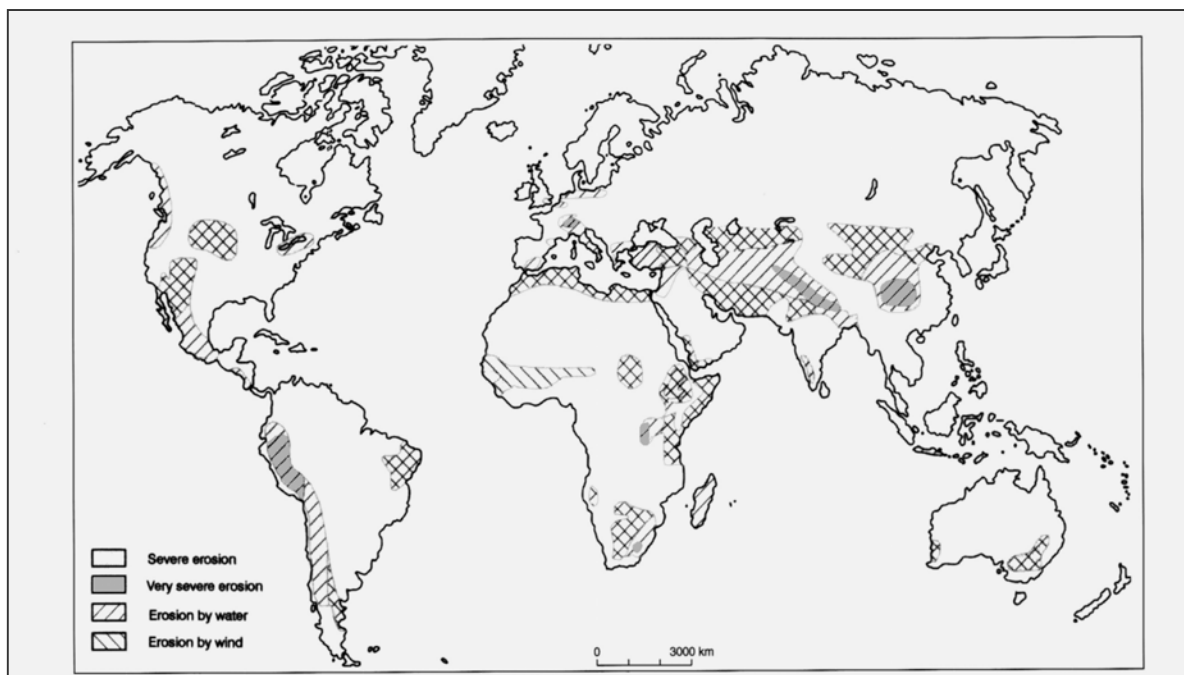 Severe erosion
Very severe erosion
Erosion by water
Erosion by wind
0 3000 km